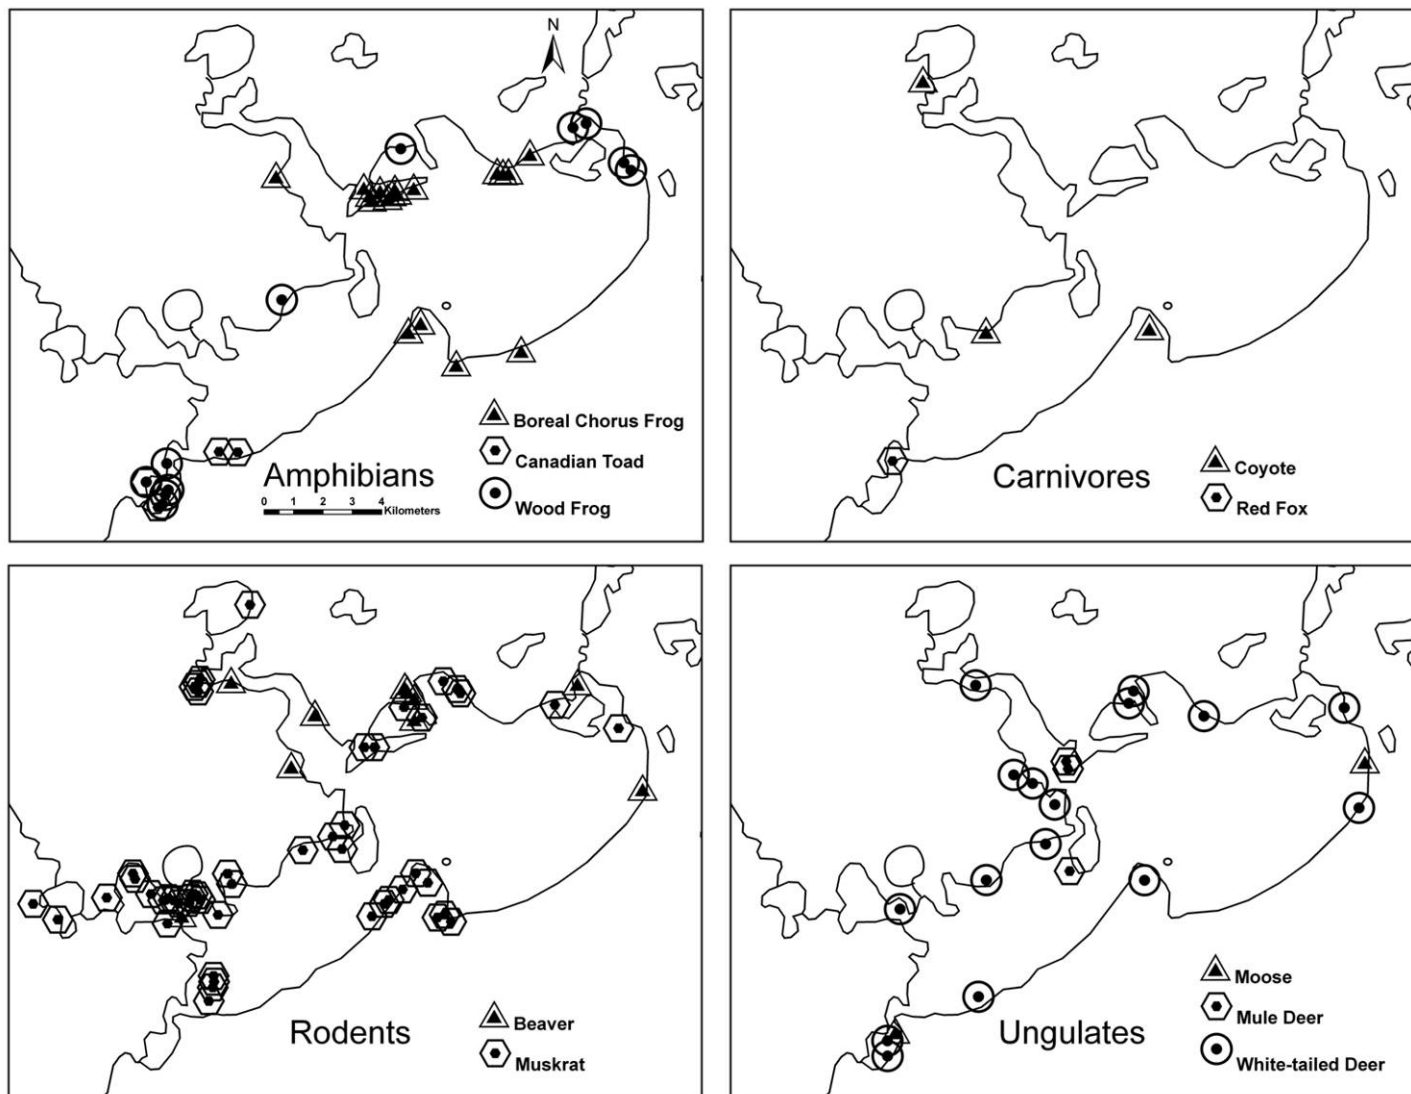 N
Boreal Chorus Frog
Canadian Toad
Wood Frog
Amphibians
0 1 2 3 4
Kilometers
Carnivores
Coyote
Red Fox
Rodents
Beaver
Muskrat
Ungulates
Moose
Mule Deer
White-tailed Deer